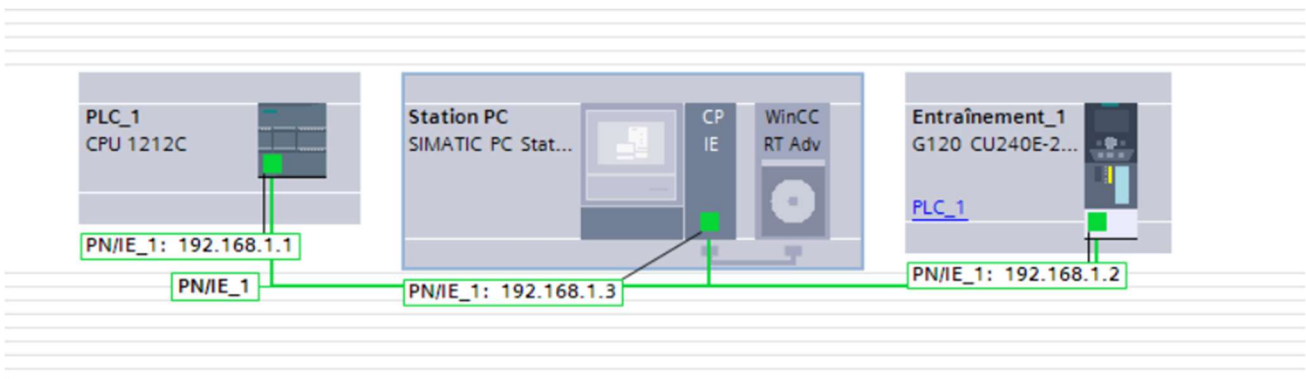 PLC_1
CPU 1212C
PN/IE_1: 192.168.1.1
PN/IE_1
Station PC
SIMATIC PC Stat...
CP
IE
WinCC
RT Adv
PN/IE_1: 192.168.1.3
Entraînement_1
G120 CU240E-2...
PLC_1
PN/IE_1: 192.168.1.2